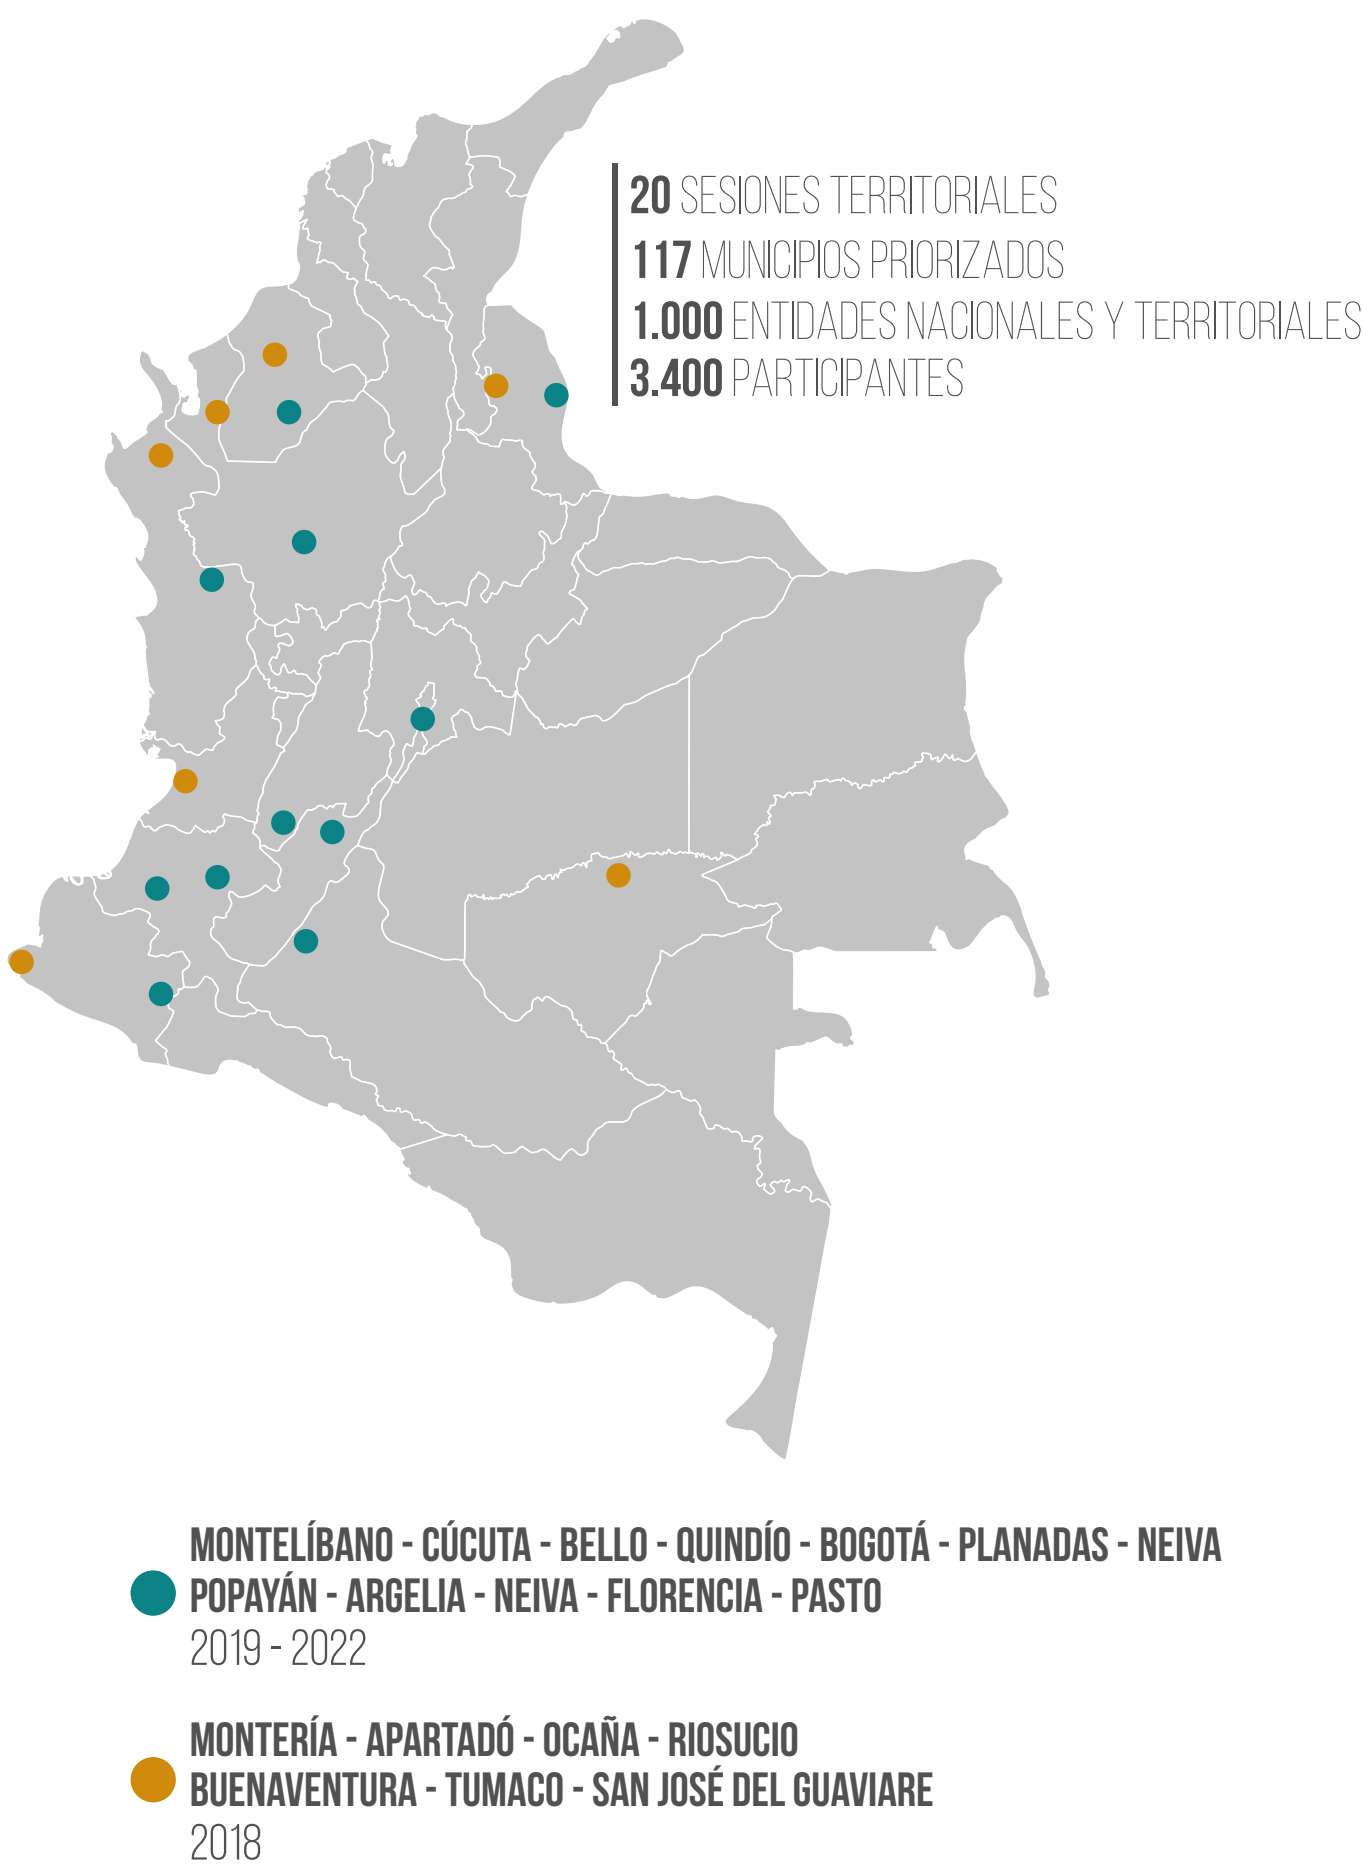 20 SESIONES TERRITORIALES
117 MUNICIPIOS PRIORIZADOS
1.000 ENTIDADES NACIONALES Y TERRITORIALES
3.400 PARTICIPANTES
MONTELÍBANO - CÚCUTA - BELLO - QUINDÍO - BOGOTÁ - PLANADAS - NEIVA
POPAYÁN - ARGELIA - NEIVA - FLORENCIA - PASTO
2019 - 2022
MONTERÍA - APARTADÓ - OCAÑA - RIOSUCIO
BUENAVENTURA - TUMACO - SAN JOSÉ DEL GUAVIARE
2018